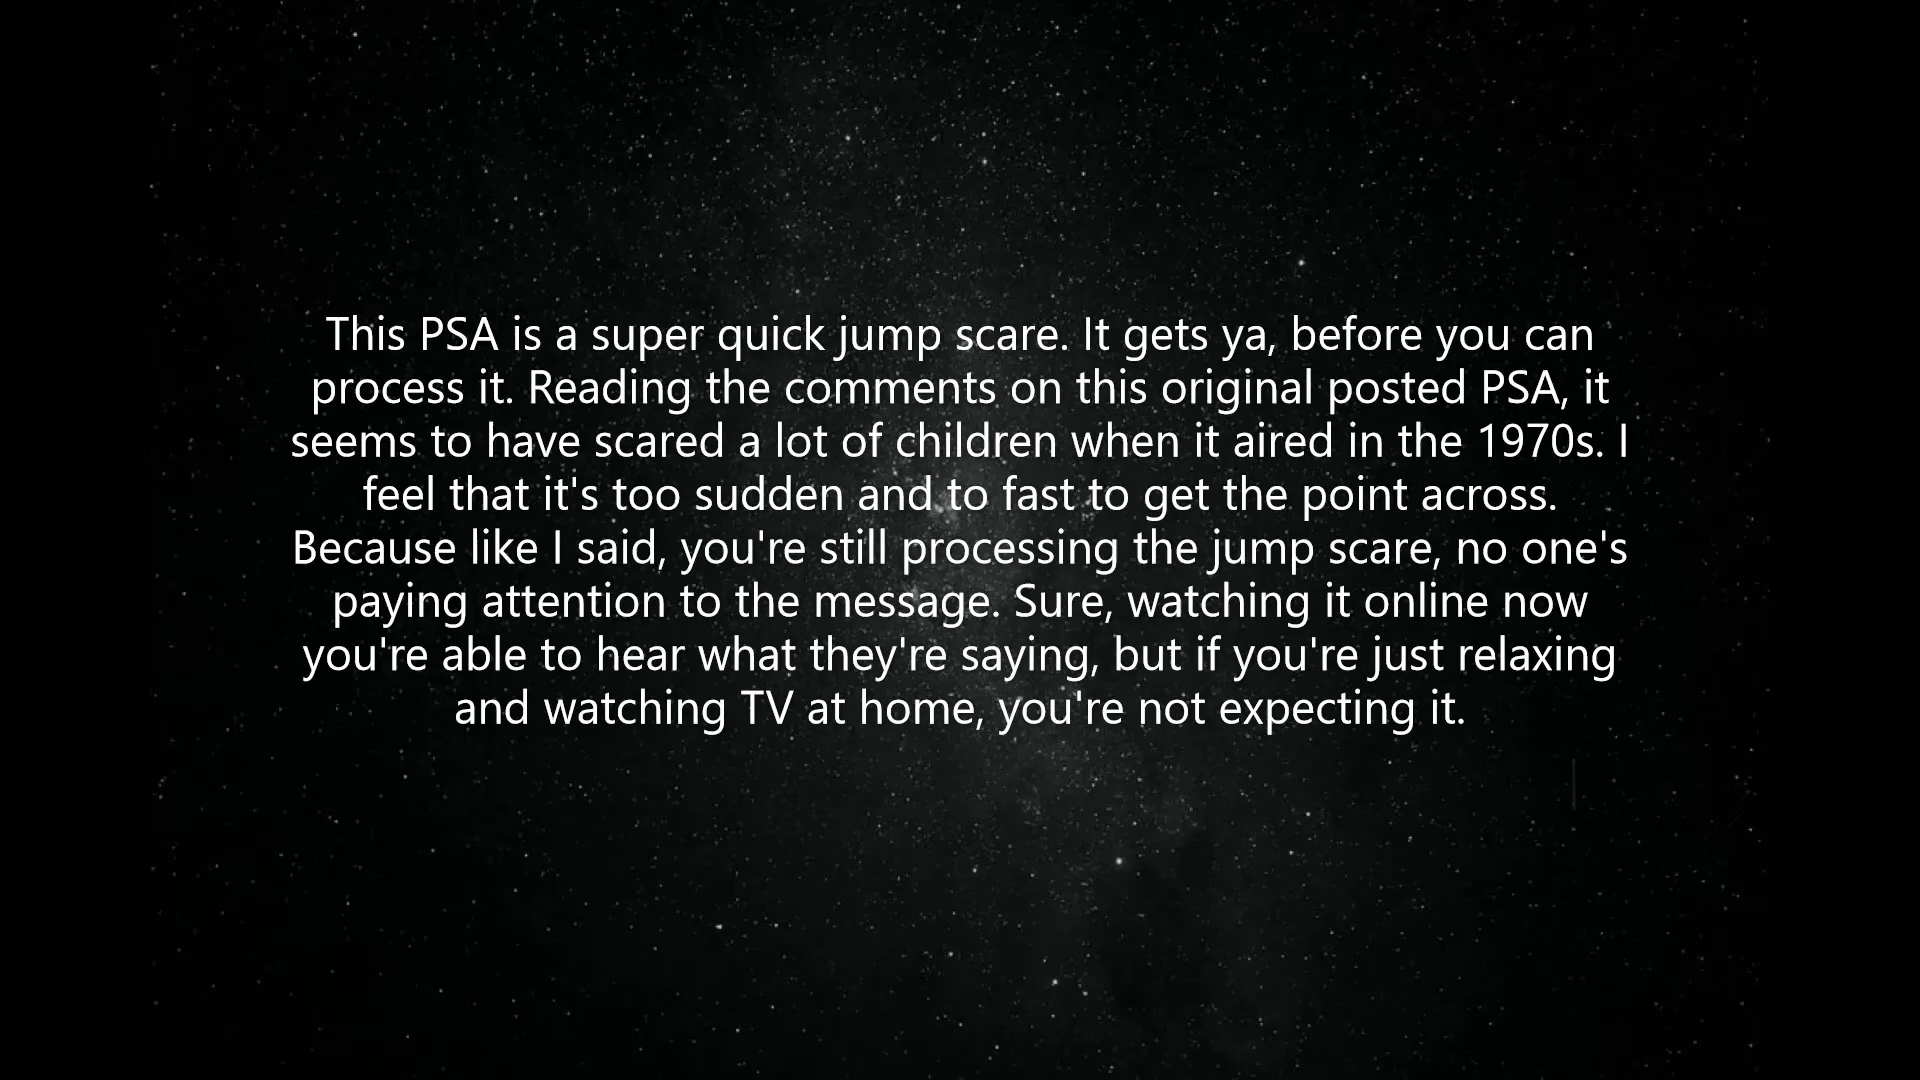 This PSA is a super quick jump scare. It gets ya, before you can
process it. Reading the comments on this original posted PSA, it
seems to have scared a lot of children when it aired in the 1970s. I
feel that it's too sudden and to fast to get the point across.
Because like I said, you're still processing the jump scare, no one's
paying attention to the message. Sure, watching it online now
you're able to hear what they're saying, but if you're just relaxing
and watching TV at home, you're not expecting it.